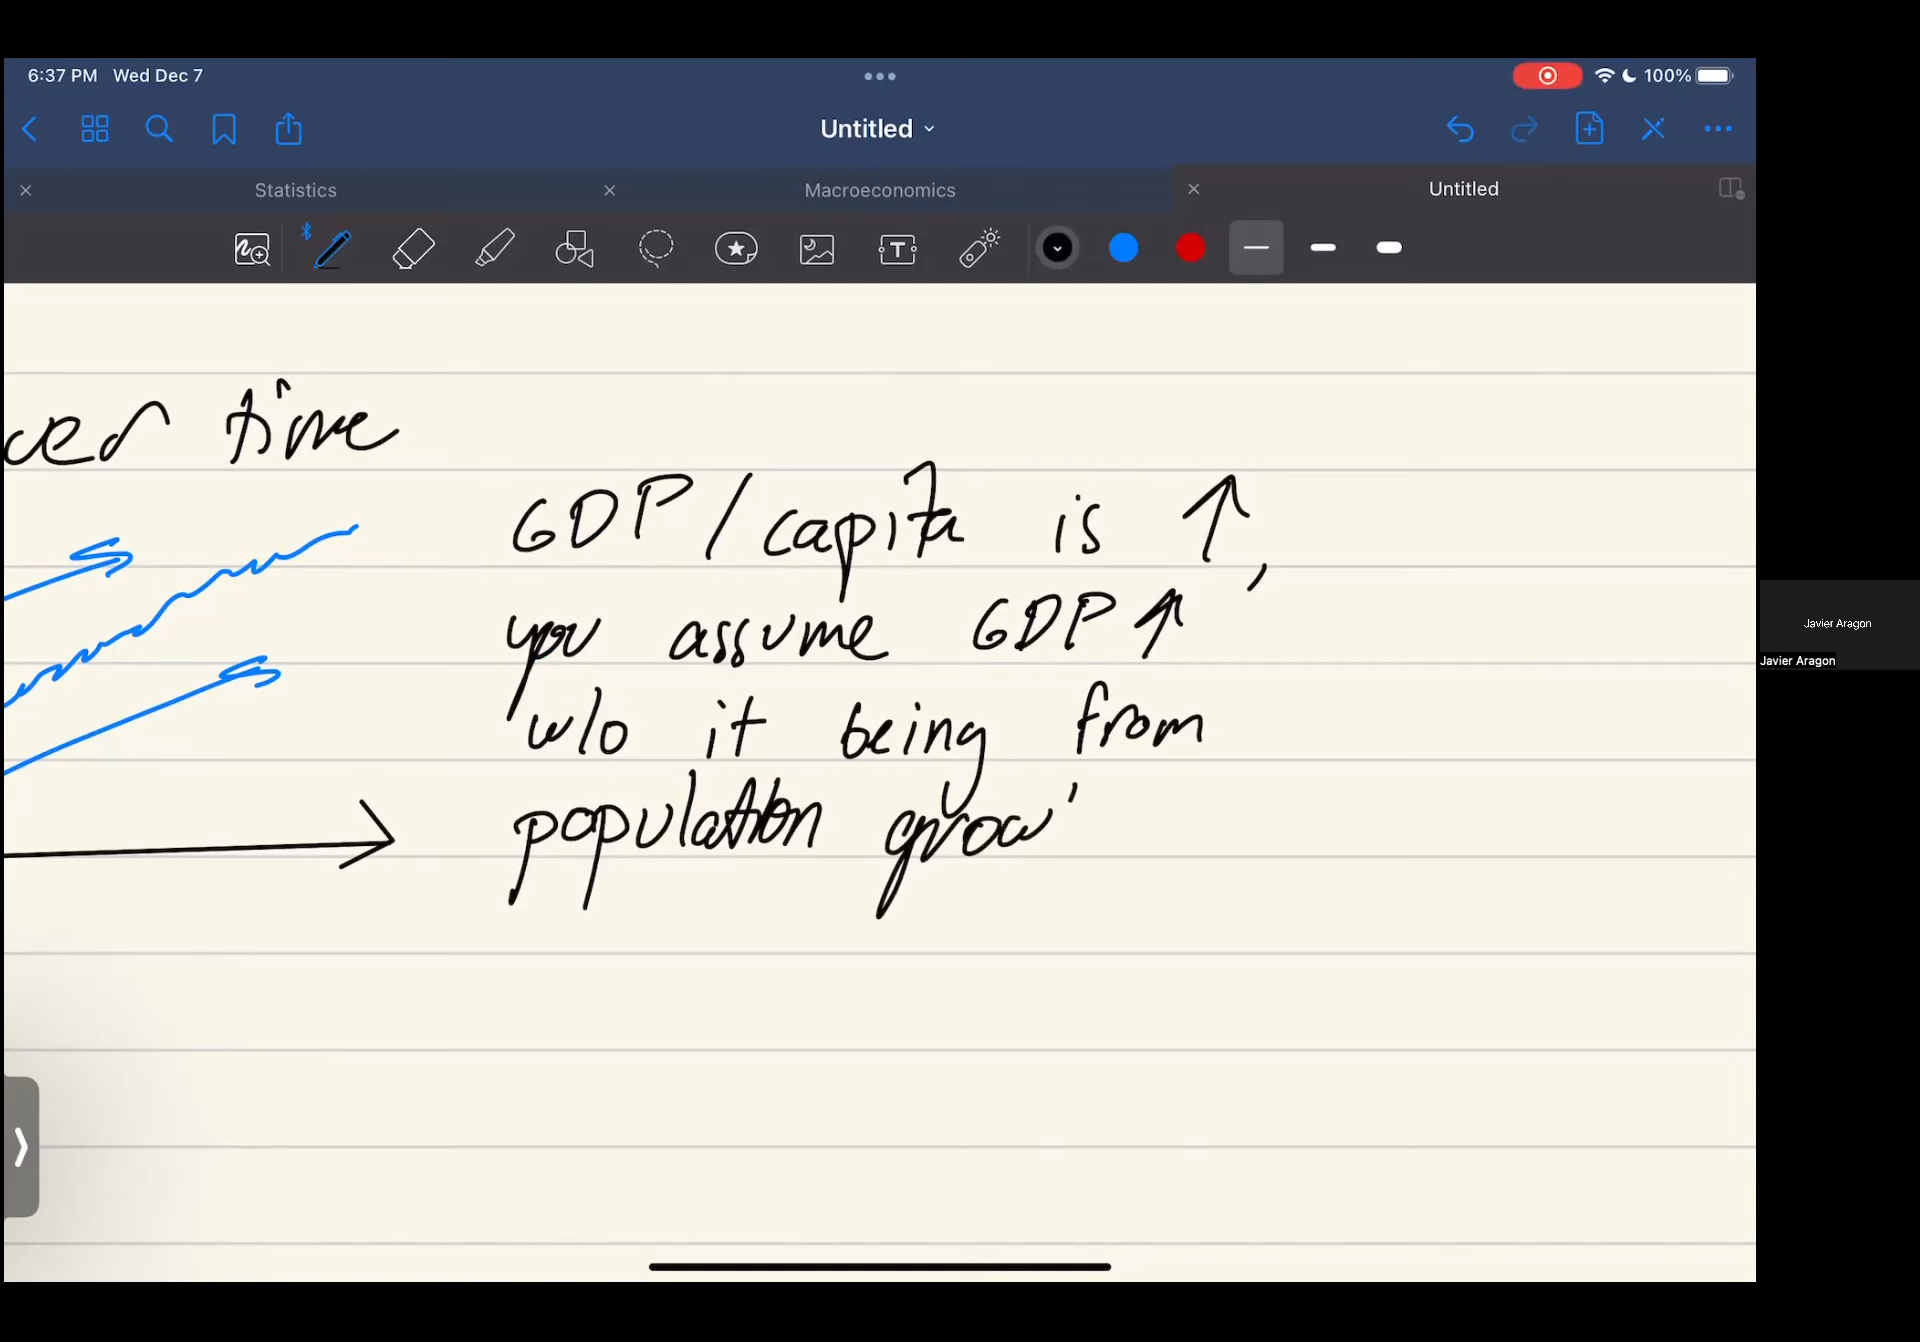 6:37 PM Wed Dec 7
100%
Untitled
Statistics
Macroeconomics
Untitled
time
GDP/capita is ↑,
you assume GDP ↑
w/o it being from
population grow'
Javier Aragon
Javier Aragon